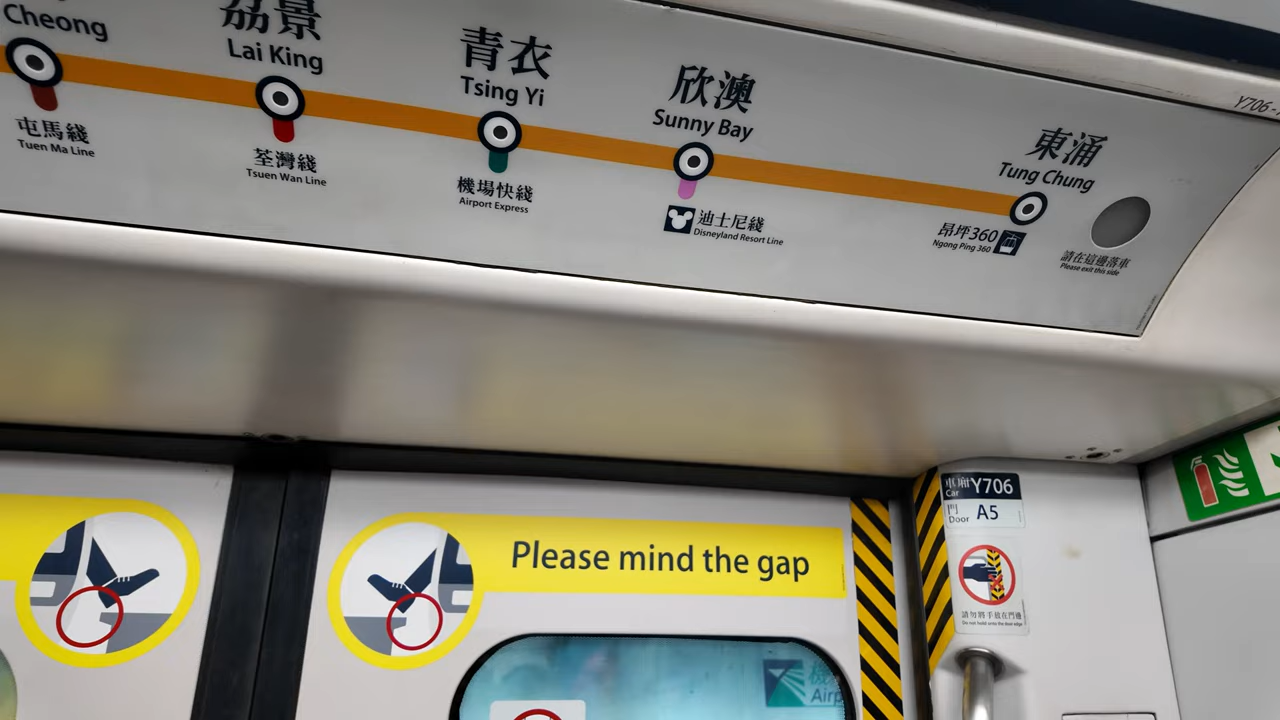 Cheong
屯馬綫
Tuen Ma Line
荔景
Lai King
荃灣綫
Tsuen Wan Line
青衣
Tsing Yi
機場快綫
Airport Express
欣澳
Sunny Bay
迪士尼綫
Disneyland Resort Line
東涌
Tung Chung
昂坪360
Ngong Ping 360
請在這邊落車
Please exit this side
Y706
Please mind the gap
車廂
Car
Y706
門
Door
A5
請勿將手放在門邊
Do not hold onto the door edge
機
Airp